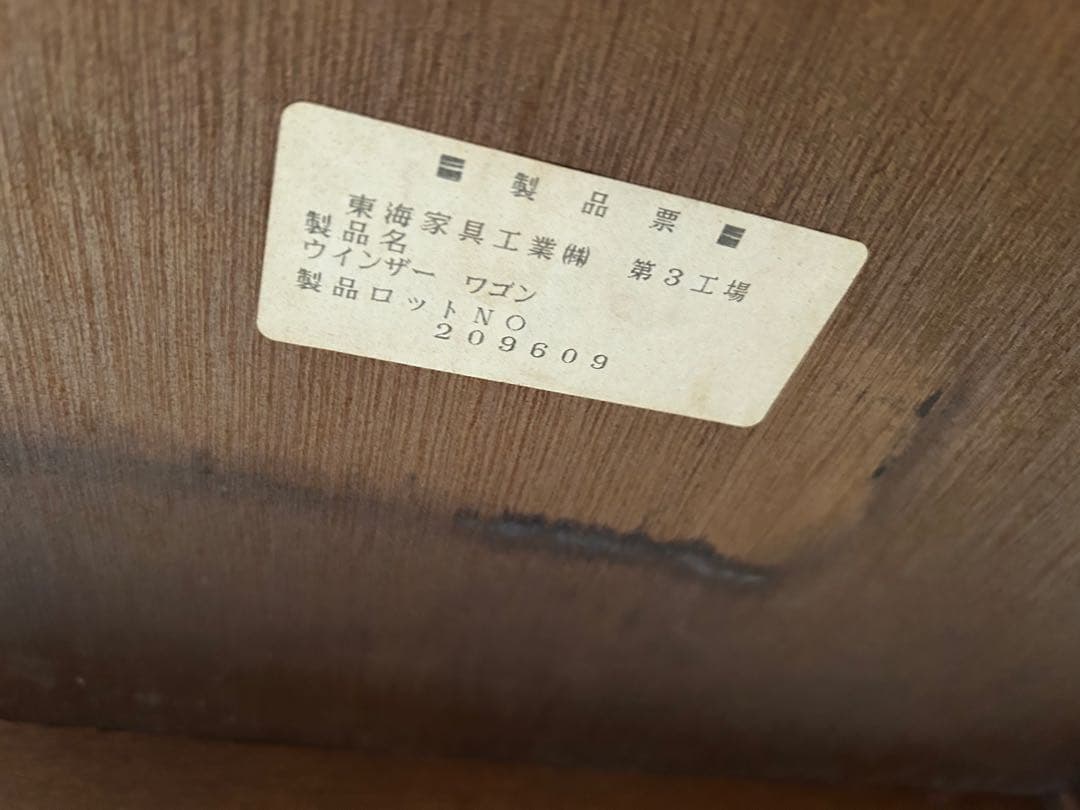 製品票
東海家具工業㈱ 第3工場
製品名
ウインザー ワゴン
製品ロットNO
209609